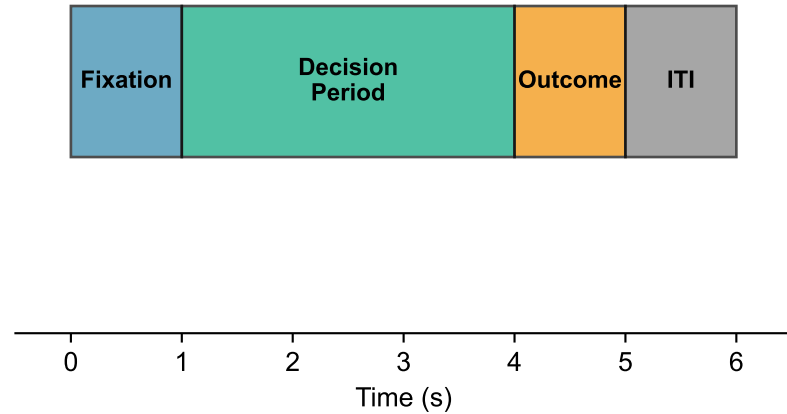 Fixation
Decision
Period
Outcome
ITI
0 1 2 3 4 5 6
Time (s)